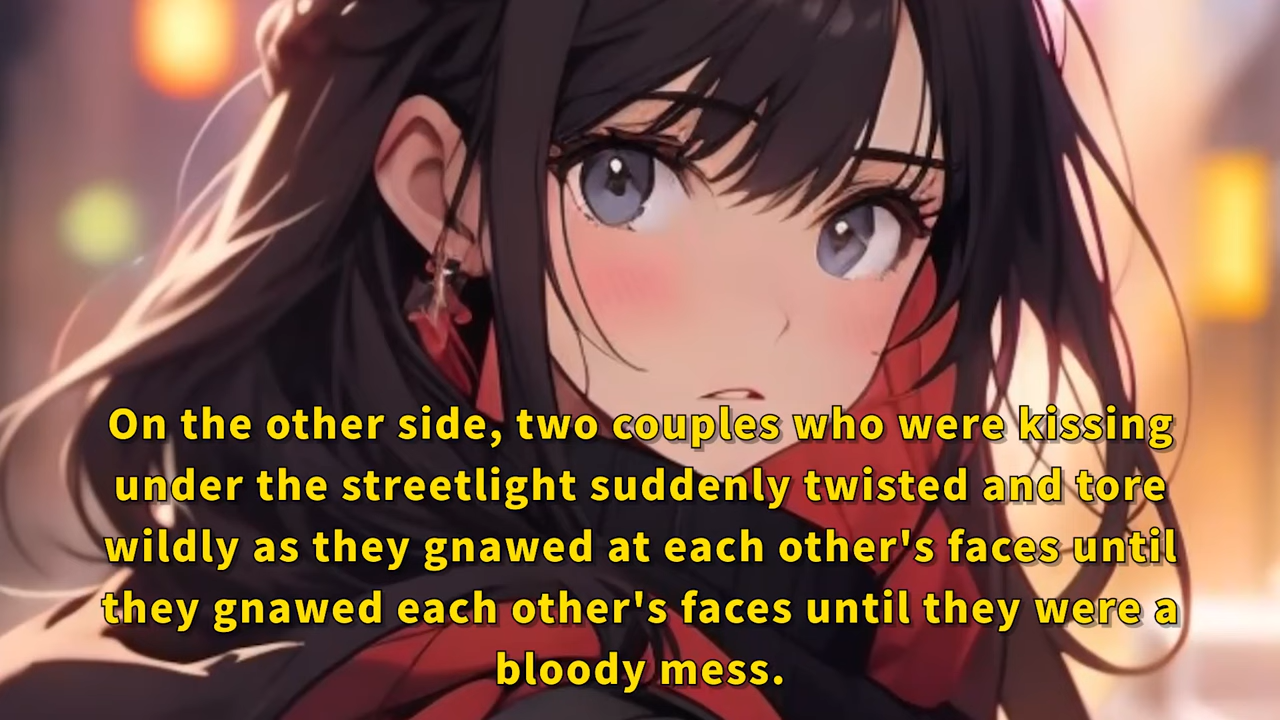 On the other side, two couples who were kissing
under the streetlight suddenly twisted and tore
wildly as they gnawed at each other's faces until
they gnawed each other's faces until they were a
bloody mess.